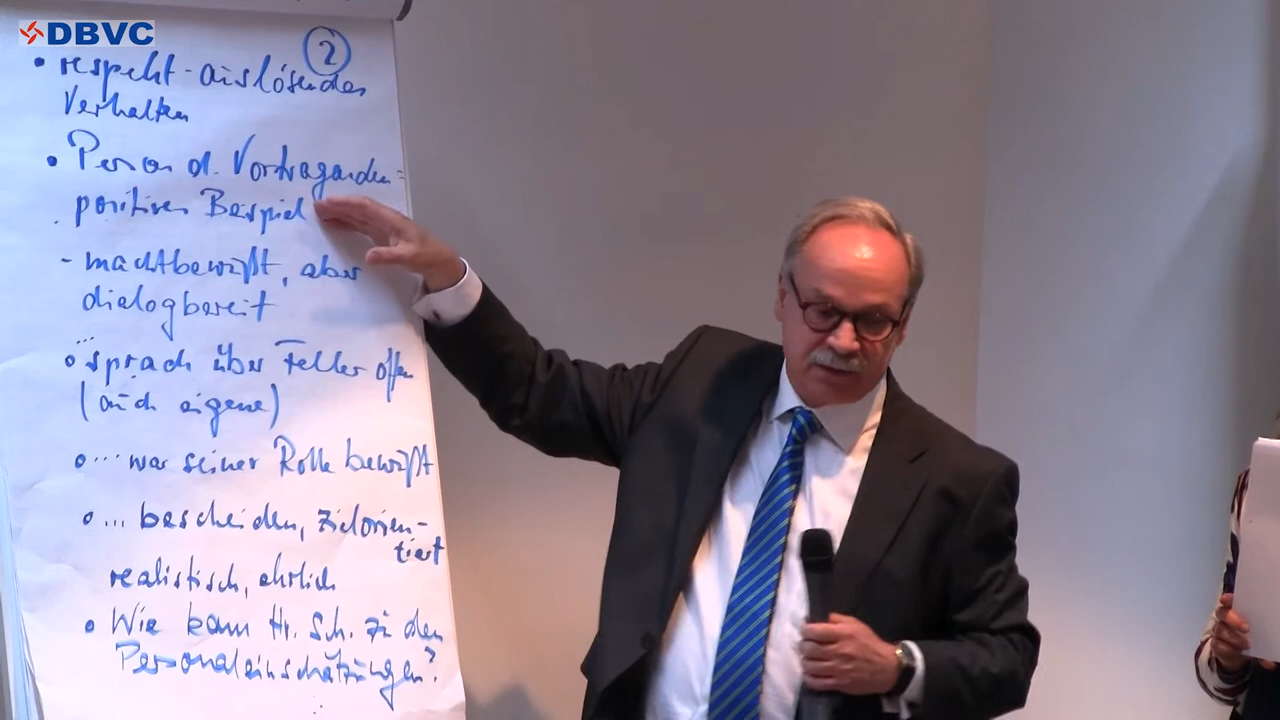 DBVC
2
• respekt-auslösendes
Verhalten
• Person d. Vortragenden =
positives Beispiel
- machtbewußt, aber
dialogbereit
° sprach über Fehler offen
(auch eigene)
° ... war seiner Rolle bewußt
° ... bescheiden, zielorien-
tiert
realistisch, ehrlich
• Wie kam Hr. Sch. zu den
Personaleinschätzungen?